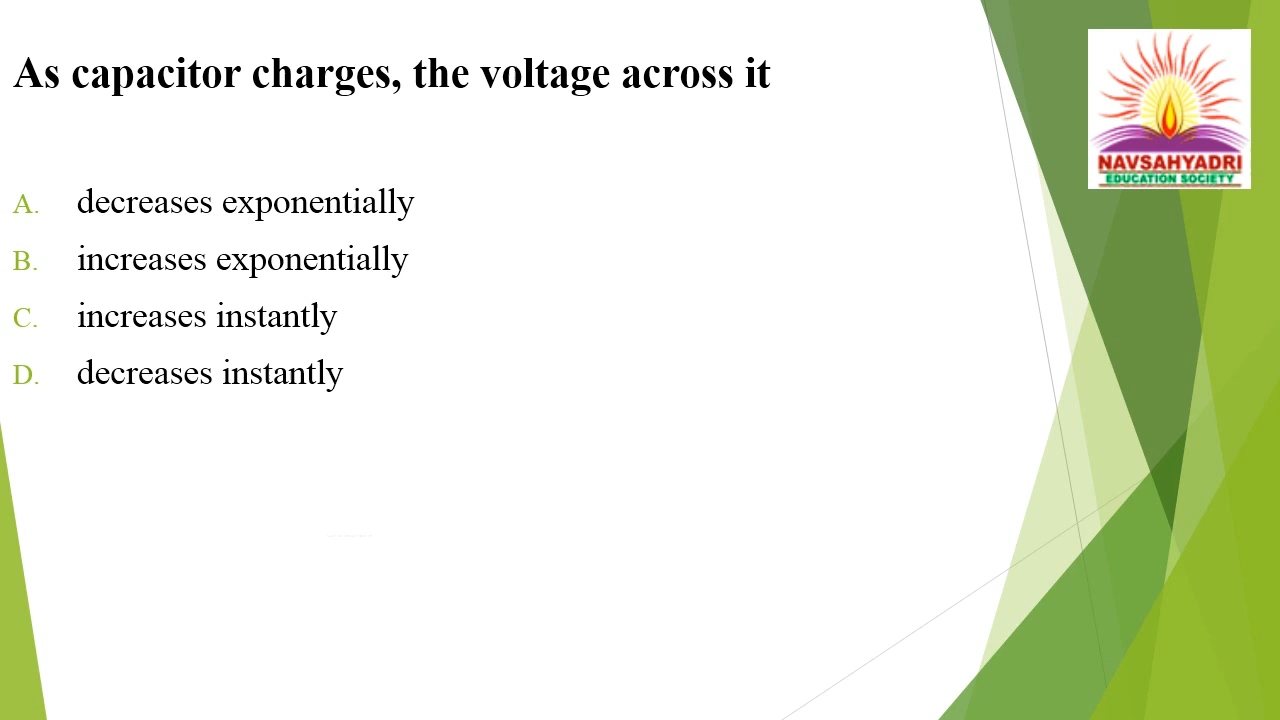 As capacitor charges, the voltage across it
NAVSAHYADRI
EDUCATION SOCIETY
A. decreases exponentially
B. increases exponentially
C. increases instantly
D. decreases instantly